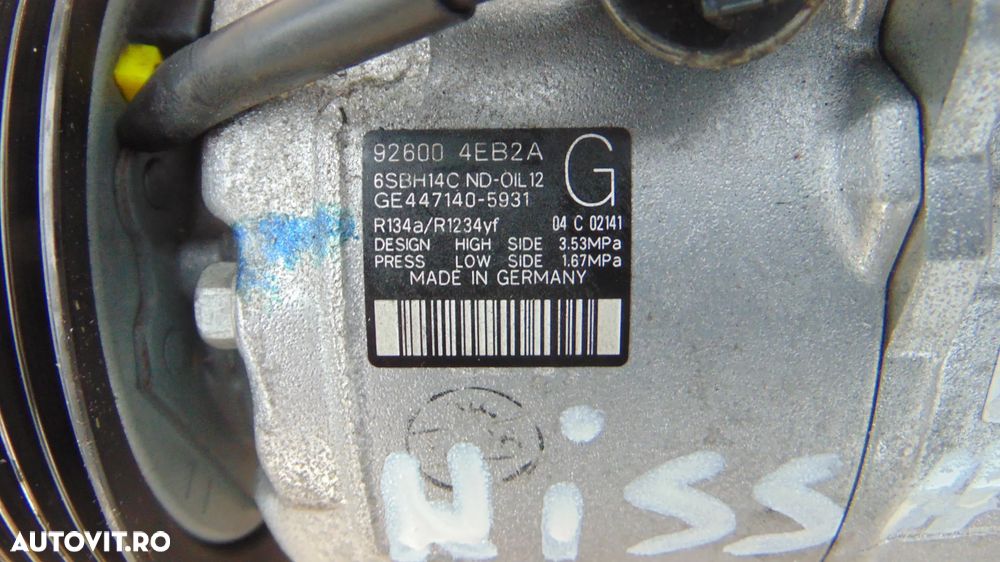 92600 4EB2A
G
6SBH14C ND-OIL12
GE447140-5931
R134a/R1234yf 04 C 02141
DESIGN HIGH SIDE 3.53MPa
PRESS LOW SIDE 1.67MPa
MADE IN GERMANY
NiSS
AUTOVIT.RO